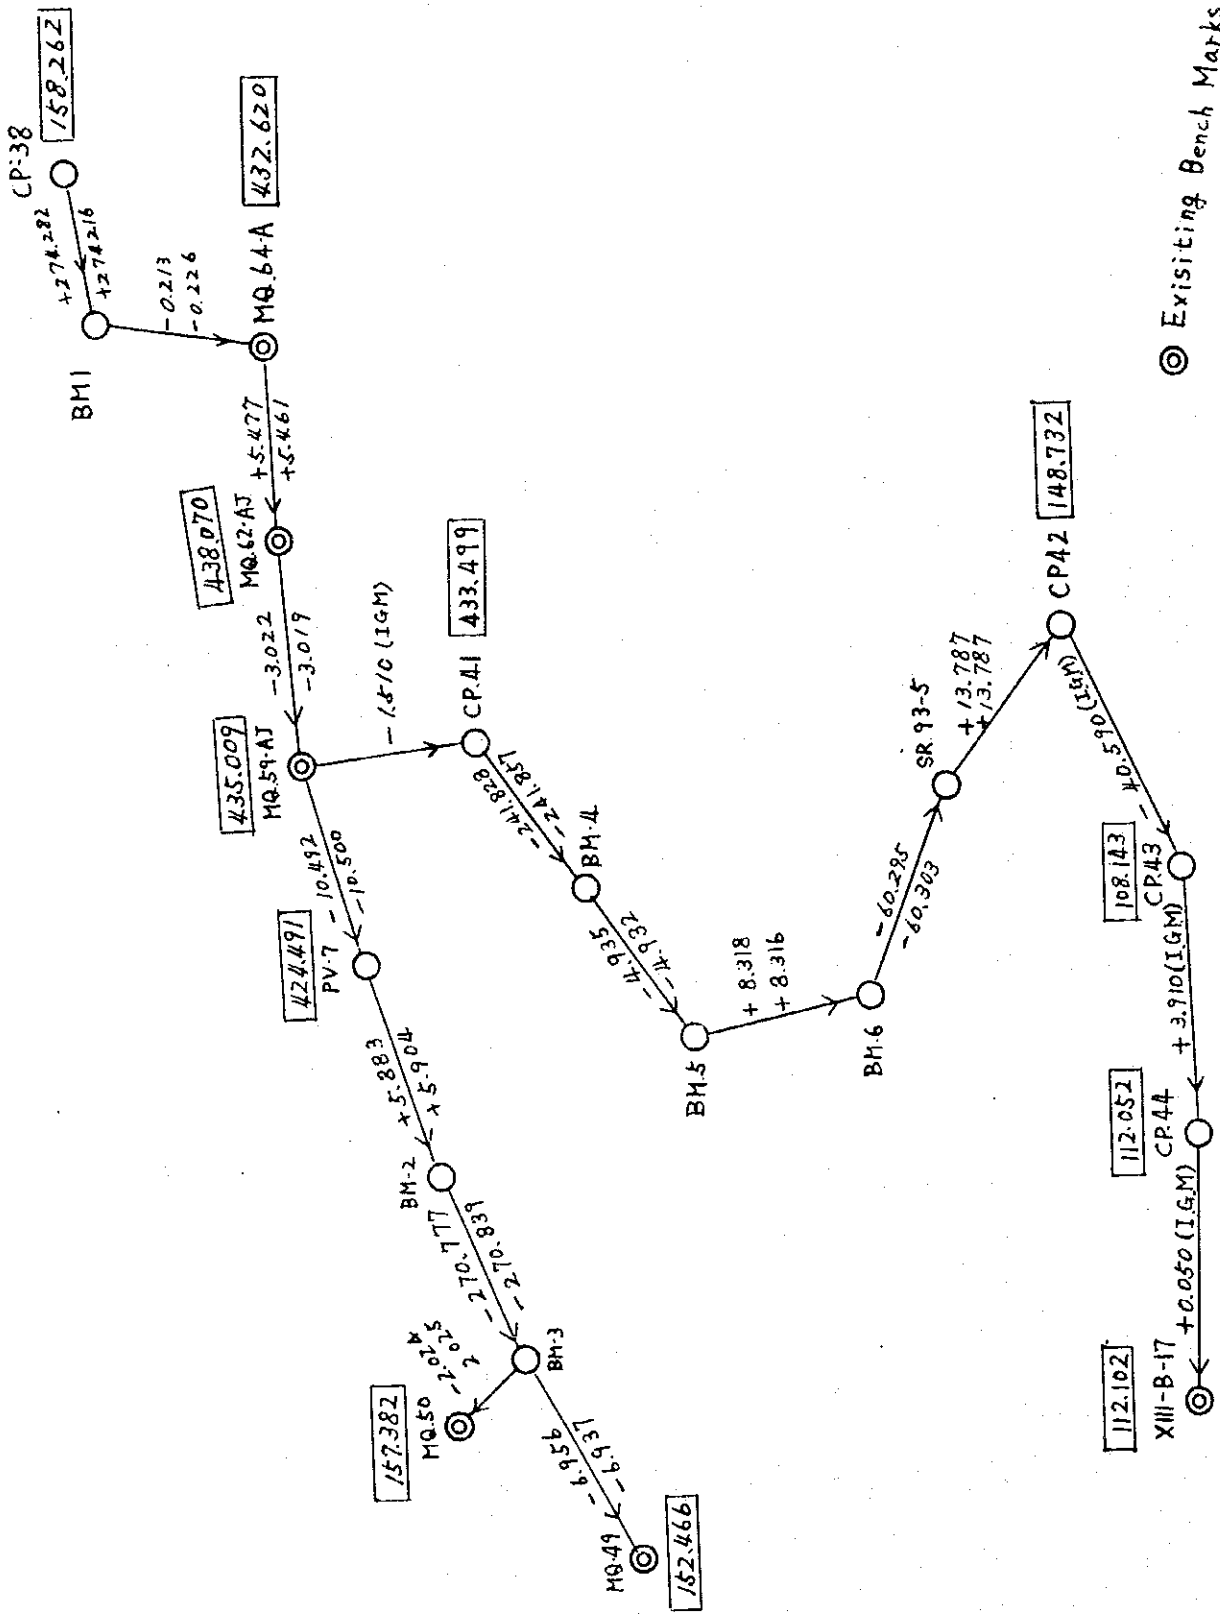 CP-38
158.262
+274.282
+274.216
BM1
-0.213
-0.226
MQ.64-A
432.620
+5.477
+5.461
438.070
MQ.62-AJ
-3.022
-3.019
435.009
MQ.59-AJ
-1.510 (IGM)
CP.41
433.499
-10.492
-10.500
424.491
PV-7
+5.883
+5.904
BM-2
-270.777
-270.839
BM-3
-2.024
2.025
157.382
MQ.50
-6.956
-6.937
MQ.49
152.466
-241.828
-241.857
BM-4
-4.935
-4.932
BM-5
+8.318
+8.316
BM-6
-60.295
-60.303
SR.93-5
+13.787
+13.787
CP42
148.732
-40.590 (I.G.M)
108.143
CP.43
+3.910 (I.G.M)
112.052
CP.44
+0.050 (I.G.M)
112.102
XIII-B-17
Exisiting Bench Marks